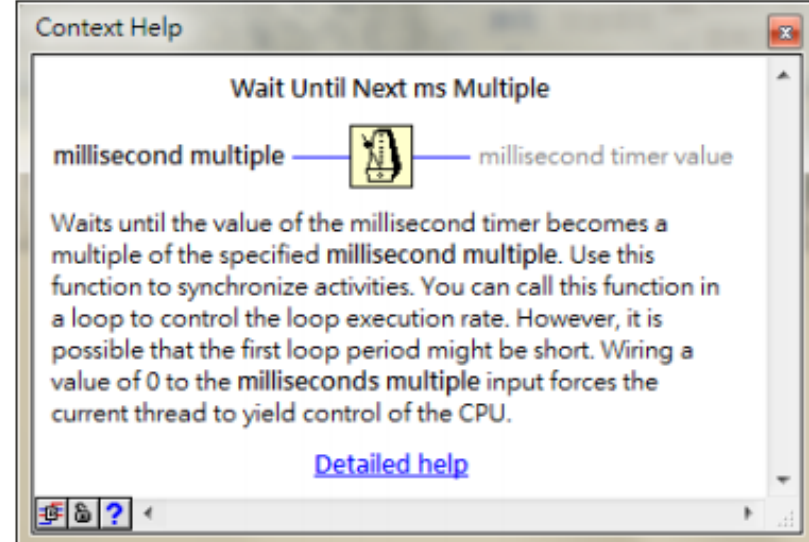 Context Help
Wait Until Next ms Multiple
millisecond multiple
millisecond timer value
Waits until the value of the millisecond timer becomes a
multiple of the specified millisecond multiple. Use this
function to synchronize activities. You can call this function in
a loop to control the loop execution rate. However, it is
possible that the first loop period might be short. Wiring a
value of 0 to the milliseconds multiple input forces the
current thread to yield control of the CPU.
Detailed help
?